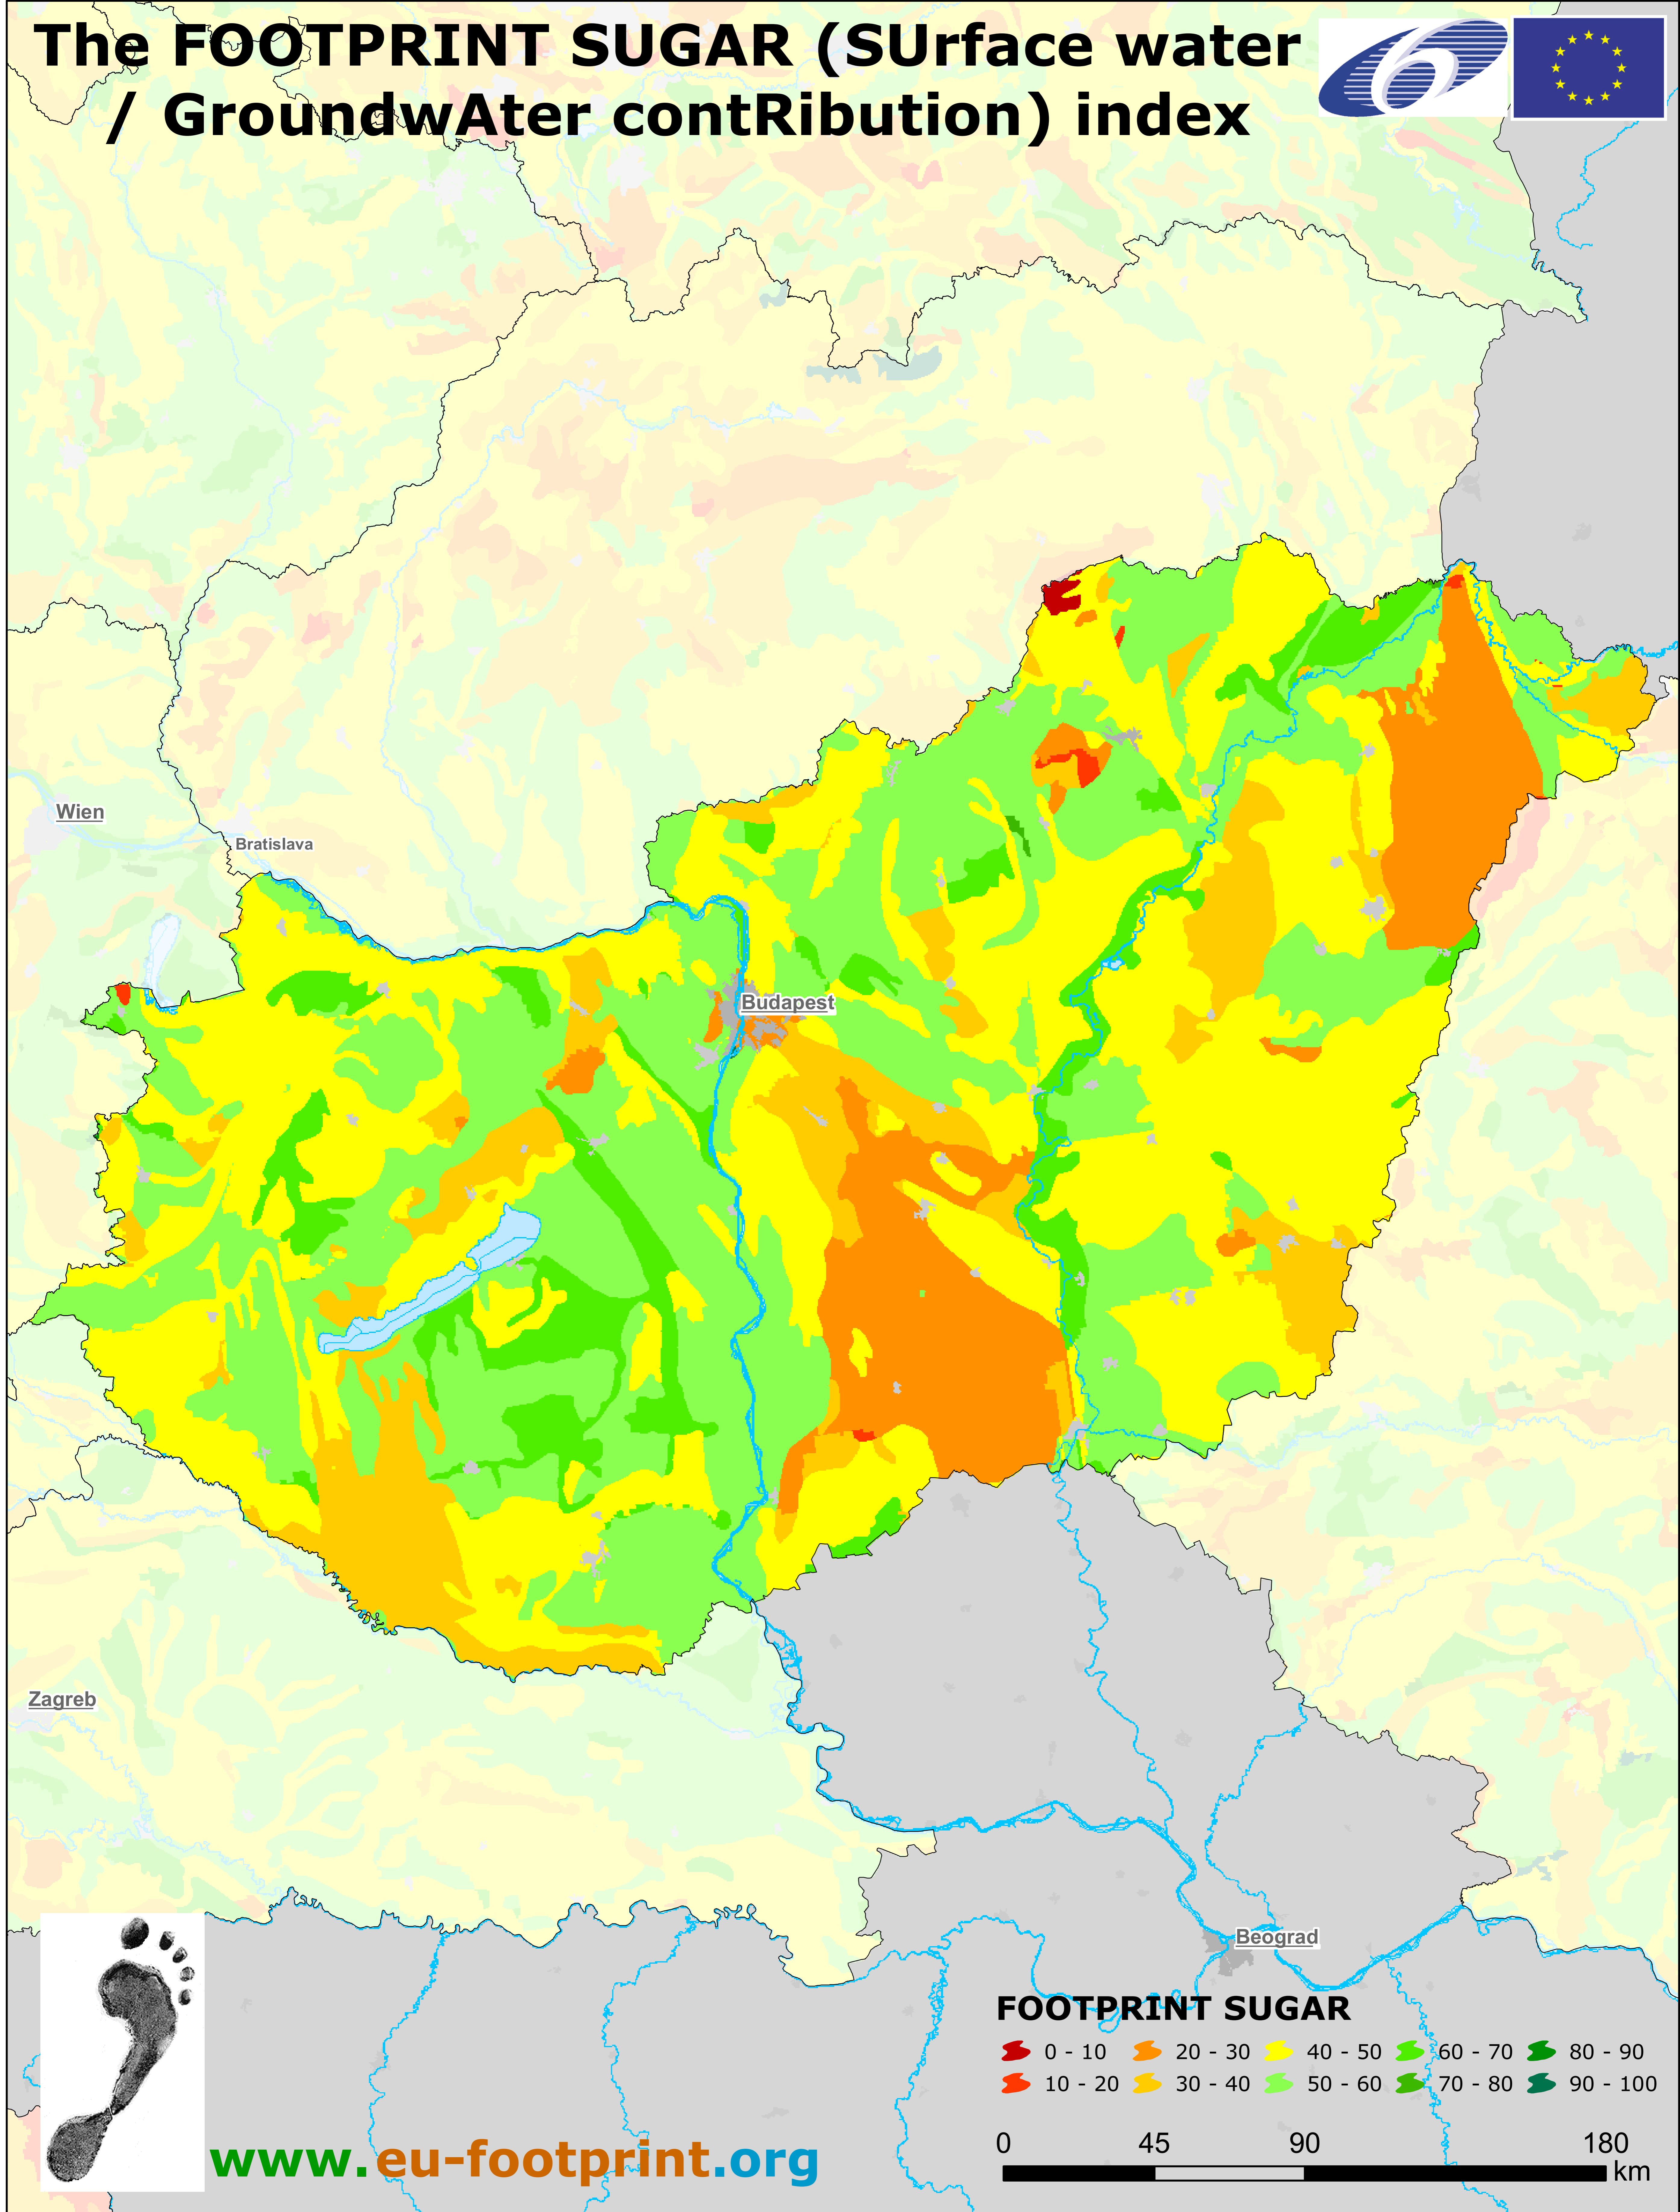 The FOOTPRINT SUGAR (SUrface water
/ GroundwAter contRibution) index
6
Wien
Bratislava
Budapest
Zagreb
Beograd
FOOTPRINT SUGAR
0 - 10 20 - 30 40 - 50 60 - 70 80 - 90
10 - 20 30 - 40 50 - 60 70 - 80 90 - 100
0 45 90 180
km
www.eu-footprint.org